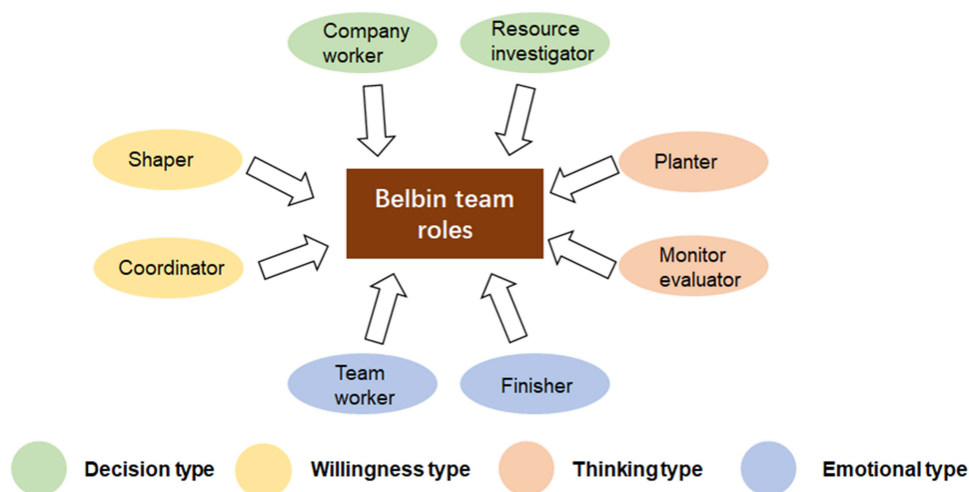 Company
worker
Resource
investigator
Shaper
Planter
Belbin team
roles
Coordinator
Monitor
evaluator
Team
worker
Finisher
Decision type
Willingness type
Thinking type
Emotional type